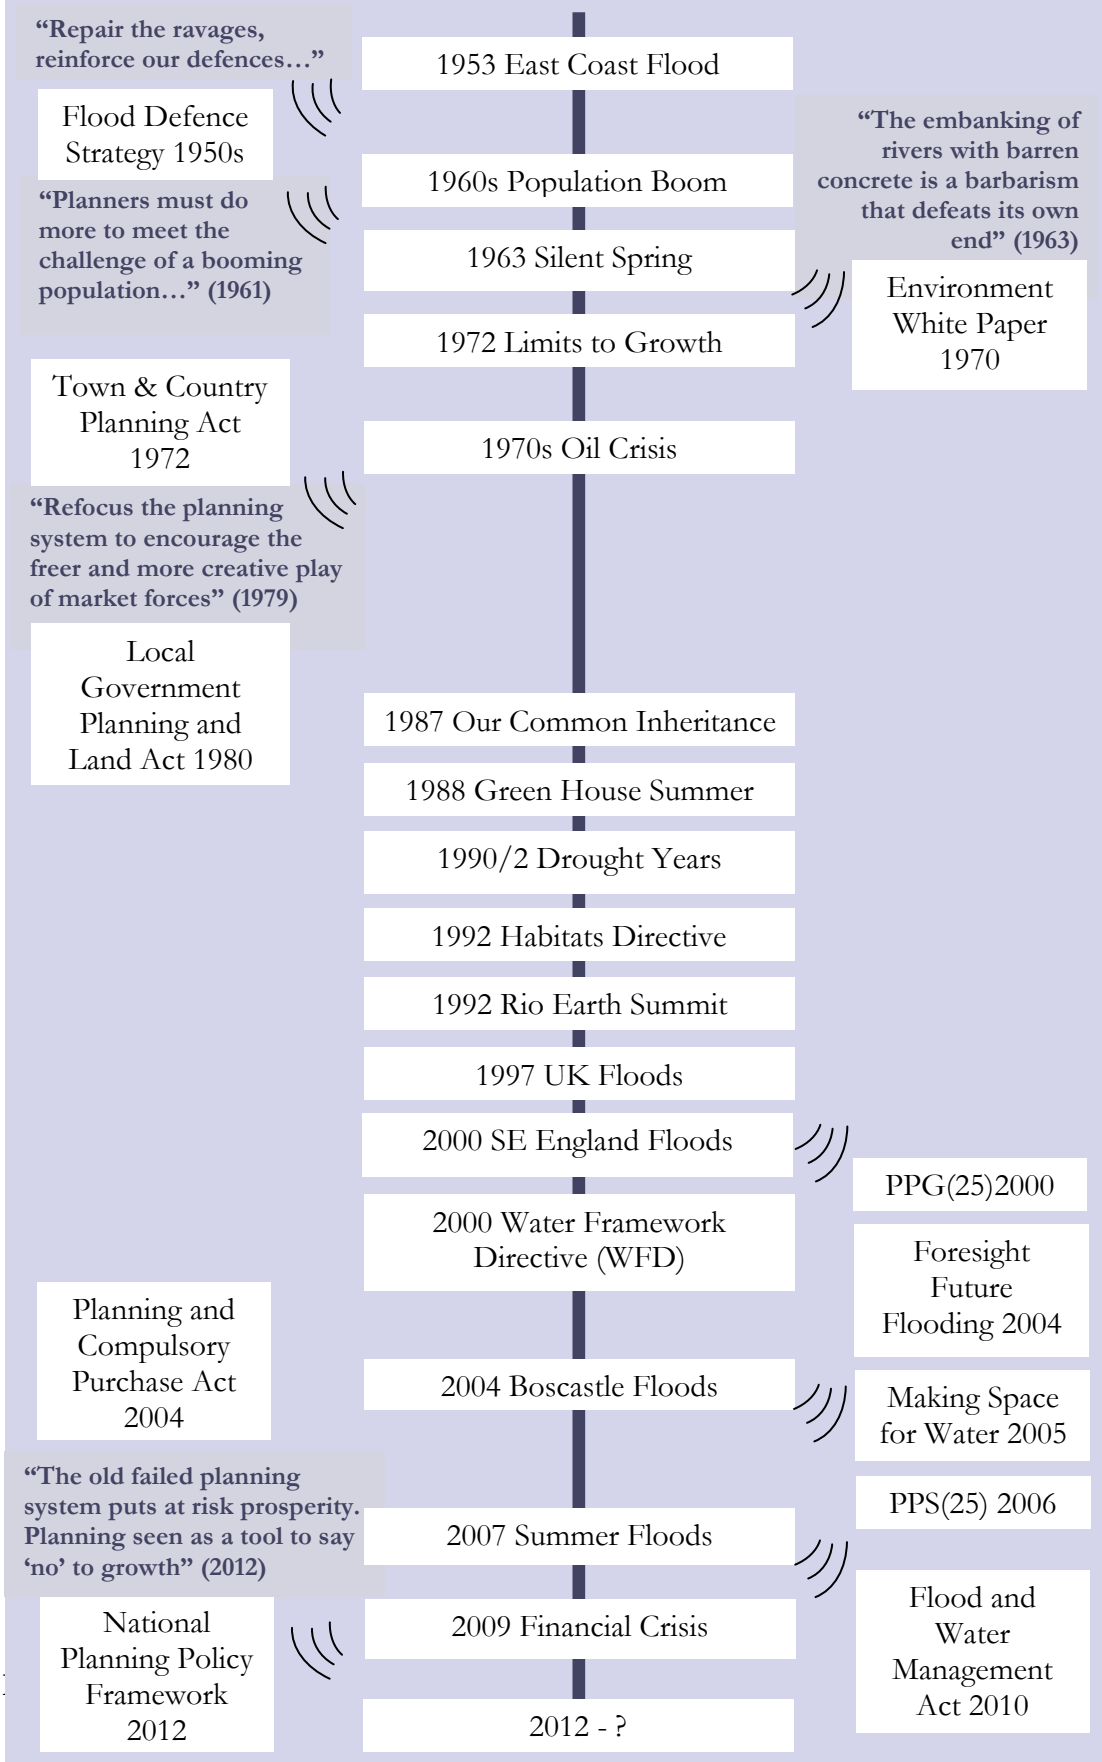 “Repair the ravages,
reinforce our defences…”
1953 East Coast Flood
Flood Defence
Strategy 1950s
“The embanking of
rivers with barren
concrete is a barbarism
that defeats its own
end” (1963)
1960s Population Boom
“Planners must do
more to meet the
challenge of a booming
population…” (1961)
1963 Silent Spring
Environment
White Paper
1970
1972 Limits to Growth
Town & Country
Planning Act
1972
1970s Oil Crisis
“Refocus the planning
system to encourage the
freer and more creative play
of market forces” (1979)
Local
Government
Planning and
Land Act 1980
1987 Our Common Inheritance
1988 Green House Summer
1990/2 Drought Years
1992 Habitats Directive
1992 Rio Earth Summit
1997 UK Floods
2000 SE England Floods
PPG(25)2000
2000 Water Framework
Directive (WFD)
Foresight
Future
Flooding 2004
Planning and
Compulsory
Purchase Act
2004
2004 Boscastle Floods
Making Space
for Water 2005
“The old failed planning
system puts at risk prosperity.
Planning seen as a tool to say
‘no’ to growth” (2012)
PPS(25) 2006
2007 Summer Floods
Flood and
Water
Management
Act 2010
2009 Financial Crisis
National
Planning Policy
Framework
2012
2012 - ?